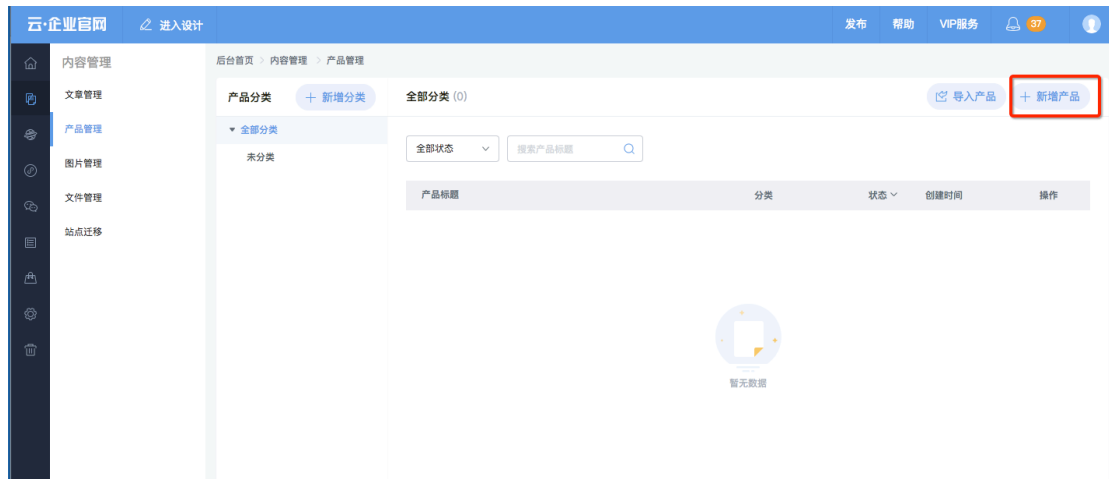 云·企业官网 进入设计 发布 帮助 VIP服务 37
内容管理
文章管理
产品管理
图片管理
文件管理
站点迁移
后台首页 > 内容管理 > 产品管理
产品分类 + 新增分类
全部分类
未分类
全部分类 (0) 导入产品 + 新增产品
全部状态 搜索产品标题
产品标题 分类 状态 创建时间 操作
暂无数据